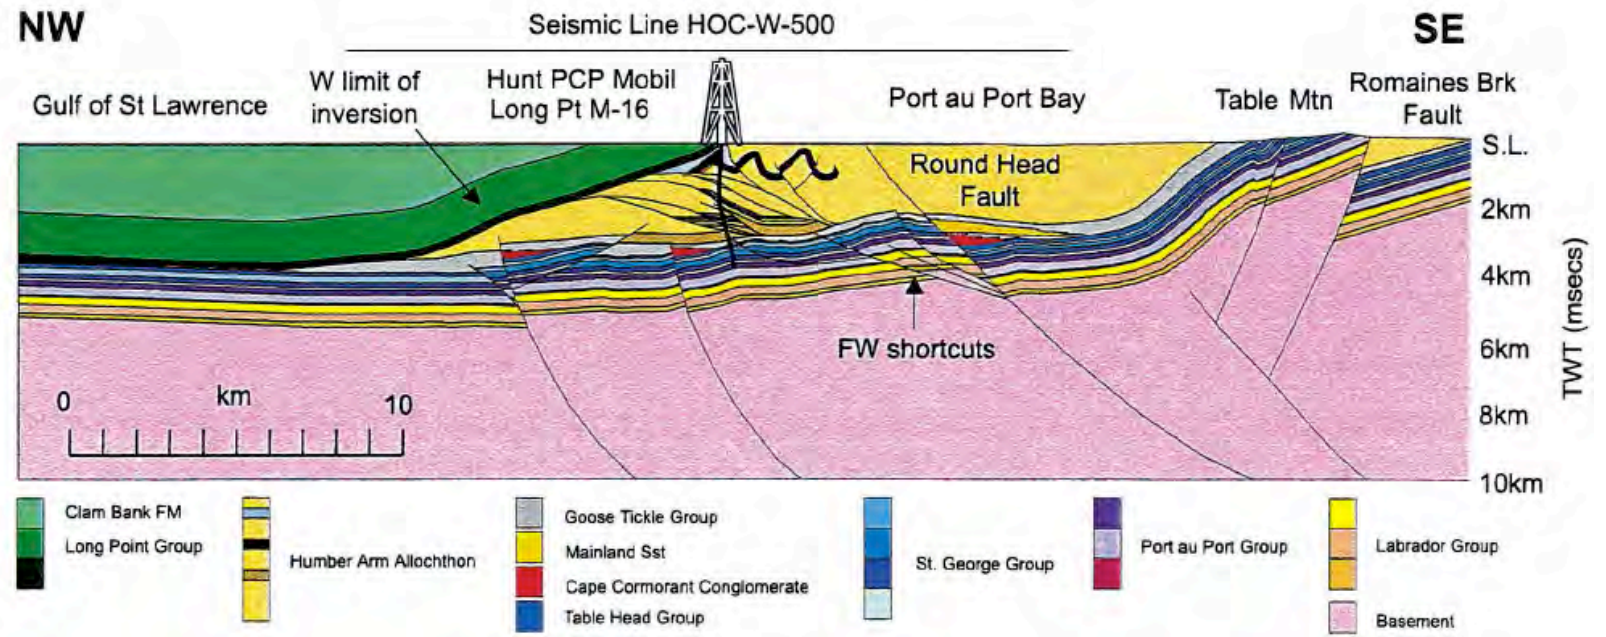 NW
Seismic Line HOC-W-500
SE
Gulf of St Lawrence
W limit of
inversion
Hunt PCP Mobil
Long Pt M-16
Port au Port Bay
Table Mtn
Romaines Brk
Fault
S.L.
Round Head
Fault
2km
4km
FW shortcuts
6km
TWT (msecs)
0 km 10
8km
10km
Clam Bank FM
Long Point Group
Humber Arm Allochthon
Goose Tickle Group
Mainland Sst
Cape Cormorant Conglomerate
Table Head Group
St. George Group
Port au Port Group
Labrador Group
Basement